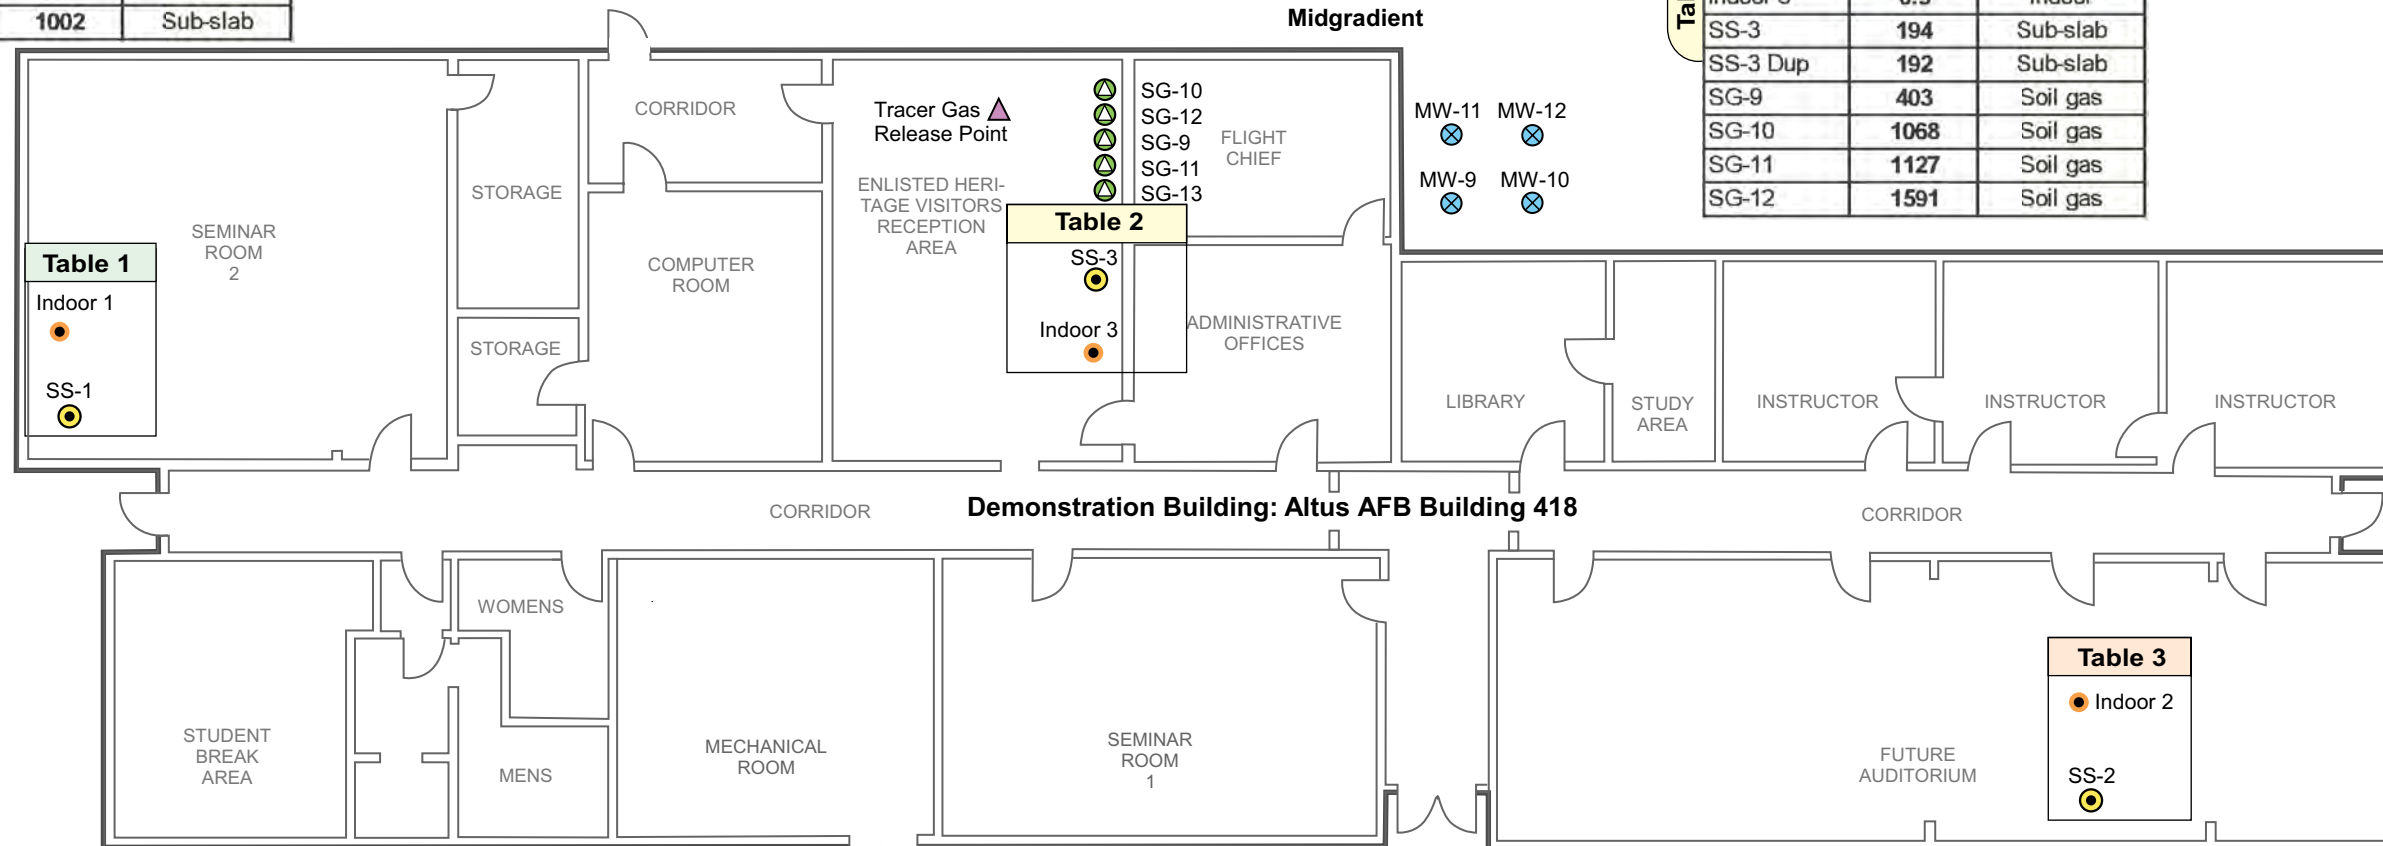 1002 Sub-slab
Midgradient
SS-3 194 Sub-slab
SS-3 Dup 192 Sub-slab
SG-9 403 Soil gas
SG-10 1068 Soil gas
SG-11 1127 Soil gas
SG-12 1591 Soil gas
CORRIDOR
Tracer Gas
Release Point
SG-10
SG-12
SG-9
SG-11
SG-13
FLIGHT
CHIEF
MW-11 MW-12
MW-9 MW-10
STORAGE
ENLISTED HERI-
TAGE VISITORS
RECEPTION
AREA
SEMINAR
ROOM
2
Table 1
Indoor 1
SS-1
COMPUTER
ROOM
STORAGE
Table 2
SS-3
Indoor 3
ADMINISTRATIVE
OFFICES
LIBRARY
STUDY
AREA
INSTRUCTOR
INSTRUCTOR
INSTRUCTOR
CORRIDOR
Demonstration Building: Altus AFB Building 418
CORRIDOR
WOMENS
STUDENT
BREAK
AREA
MENS
MECHANICAL
ROOM
SEMINAR
ROOM
1
FUTURE
AUDITORIUM
Table 3
Indoor 2
SS-2